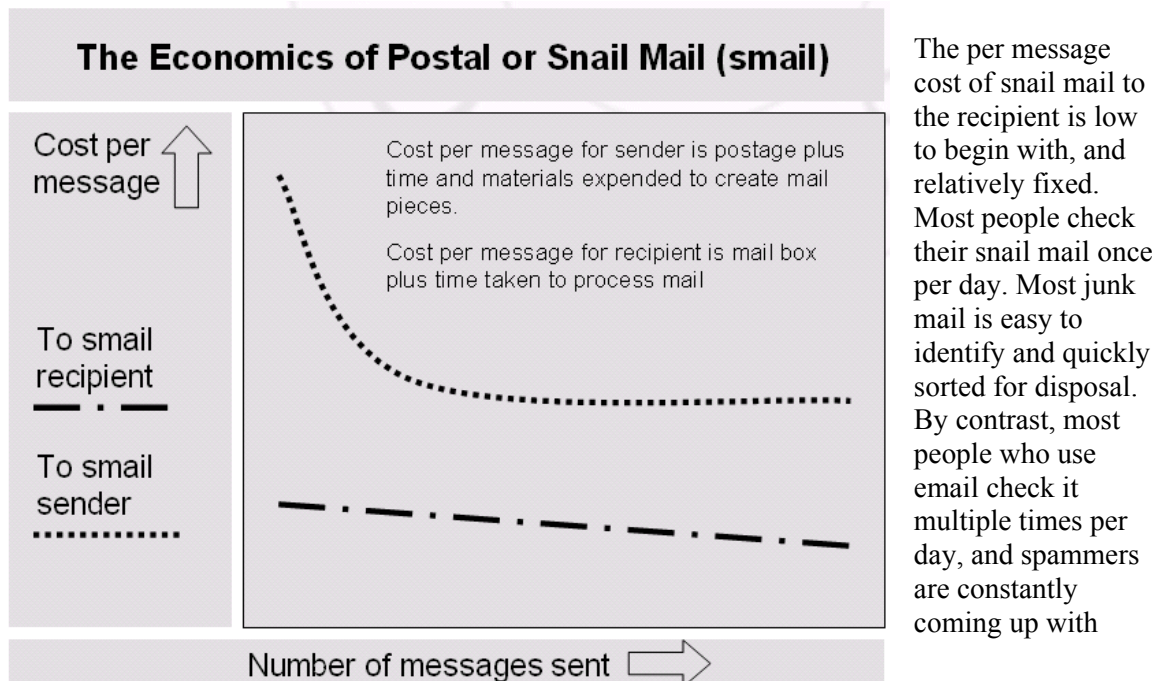 The Economics of Postal or Snail Mail (smail)
Cost per
message
To smail
recipient
To smail
sender
Cost per message for sender is postage plus
time and materials expended to create mail
pieces.
Cost per message for recipient is mail box
plus time taken to process mail
Number of messages sent
The per message
cost of snail mail to
the recipient is low
to begin with, and
relatively fixed.
Most people check
their snail mail once
per day. Most junk
mail is easy to
identify and quickly
sorted for disposal.
By contrast, most
people who use
email check it
multiple times per
day, and spammers
are constantly
coming up with